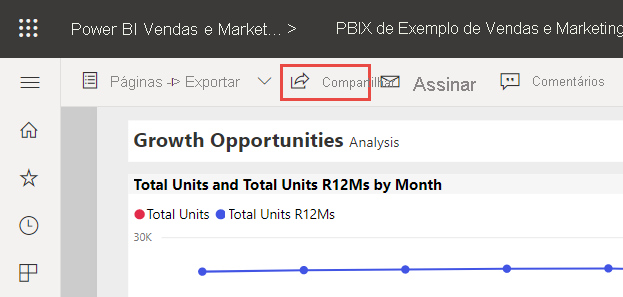 Power BI Vendas e Market... > PBIX de Exemplo de Vendas e Marketing
Páginas Exportar Compartilhar Assinar Comentários
Growth Opportunities Analysis
Total Units and Total Units R12Ms by Month
Total Units Total Units R12Ms
30K